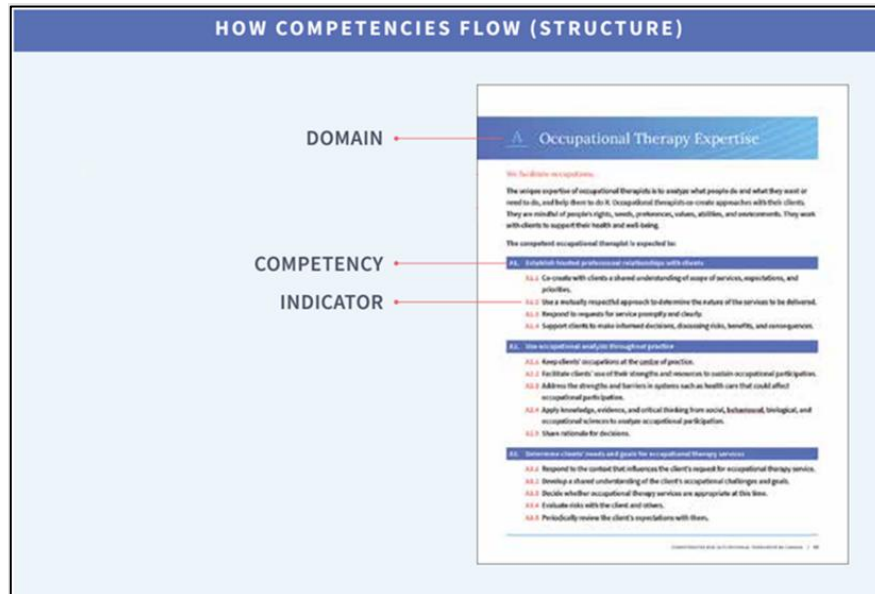 HOW COMPETENCIES FLOW (STRUCTURE)
DOMAIN
A Occupational Therapy Expertise
We facilitate occupations.
The unique expertise of occupational therapists is to analyze what people do and what they want or
need to do, and help them to do it. Occupational therapists co-create approaches with their clients.
They are mindful of people's rights, needs, preferences, values, abilities, and environments. They work
with clients to support their health and well-being.
The competent occupational therapist is expected to:
COMPETENCY
A1. Establish trusted professional relationships with clients
A1.1 Co-create with clients a shared understanding of scope of services, expectations, and
priorities.
INDICATOR
A1.2 Use a mutually respectful approach to determine the nature of the services to be delivered.
A1.3 Respond to requests for service promptly and clearly.
A1.4 Support clients to make informed decisions, discussing risks, benefits, and consequences.
A2. Use occupational analysis throughout practice
A2.1 Keep clients' occupations at the centre of practice.
A2.2 Facilitate clients' use of their strengths and resources to sustain occupational participation.
A2.3 Address the strengths and barriers in systems such as health care that could affect
occupational participation.
A2.4 Apply knowledge, evidence, and critical thinking from social, behavioural, biological, and
occupational sciences to analyze occupational participation.
A2.5 Share rationale for decisions.
A3. Determine clients' needs and goals for occupational therapy services
A3.1 Respond to the context that influences the client's request for occupational therapy service.
A3.2 Develop a shared understanding of the client's occupational challenges and goals.
A3.3 Decide whether occupational therapy services are appropriate at this time.
A3.4 Evaluate risks with the client and others.
A3.5 Periodically review the client's expectations with them.
COMPETENCIES FOR OCCUPATIONAL THERAPISTS IN CANADA /